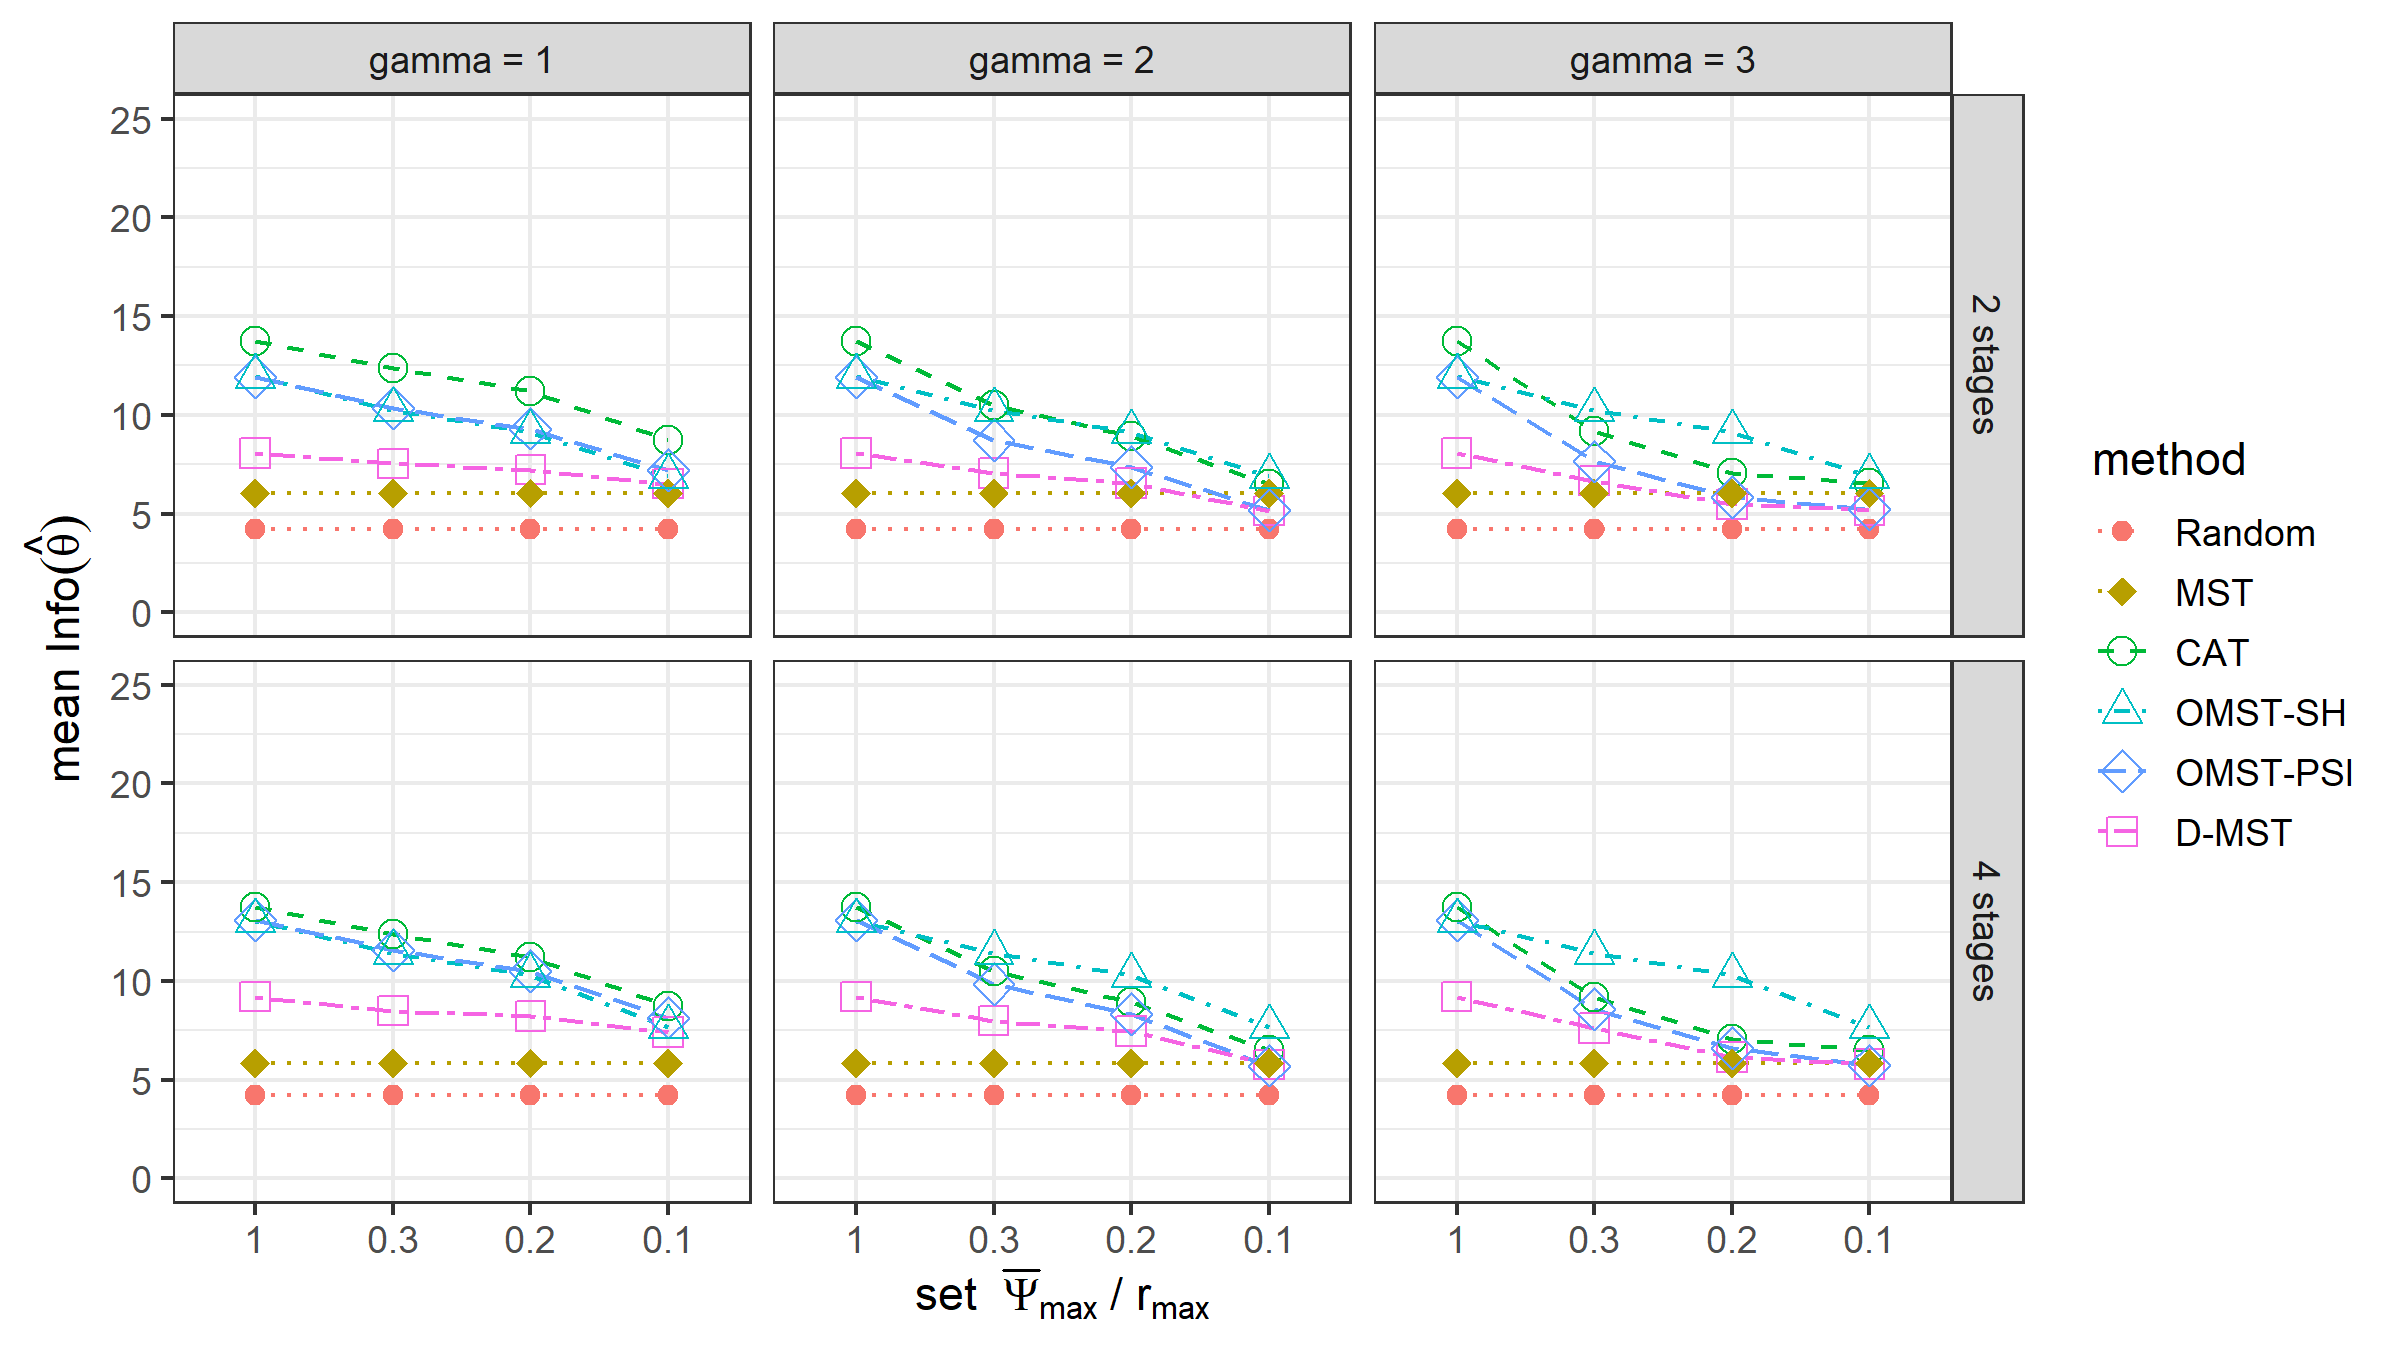 gamma = 1
gamma = 2
gamma = 3
25
20
15
10
5
0
2 stages
25
20
15
10
5
0
4 stages
1
0.3
0.2
0.1
1
0.3
0.2
0.1
1
0.3
0.2
0.1
mean Info(θ̂)
set Ψ̅max / rmax
method
Random
MST
CAT
OMST-SH
OMST-PSI
D-MST